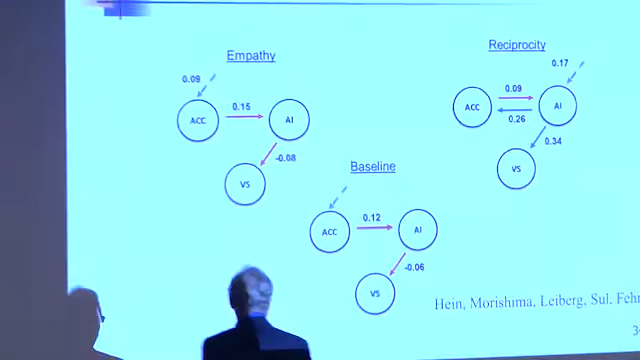 Empathy
0.09
ACC
0.15
AI
-0.08
VS
Reciprocity
0.17
ACC
0.09
AI
0.26
0.34
VS
Baseline
ACC
0.12
AI
-0.06
VS
Hein, Morishima, Leiberg, Sul. Fehr